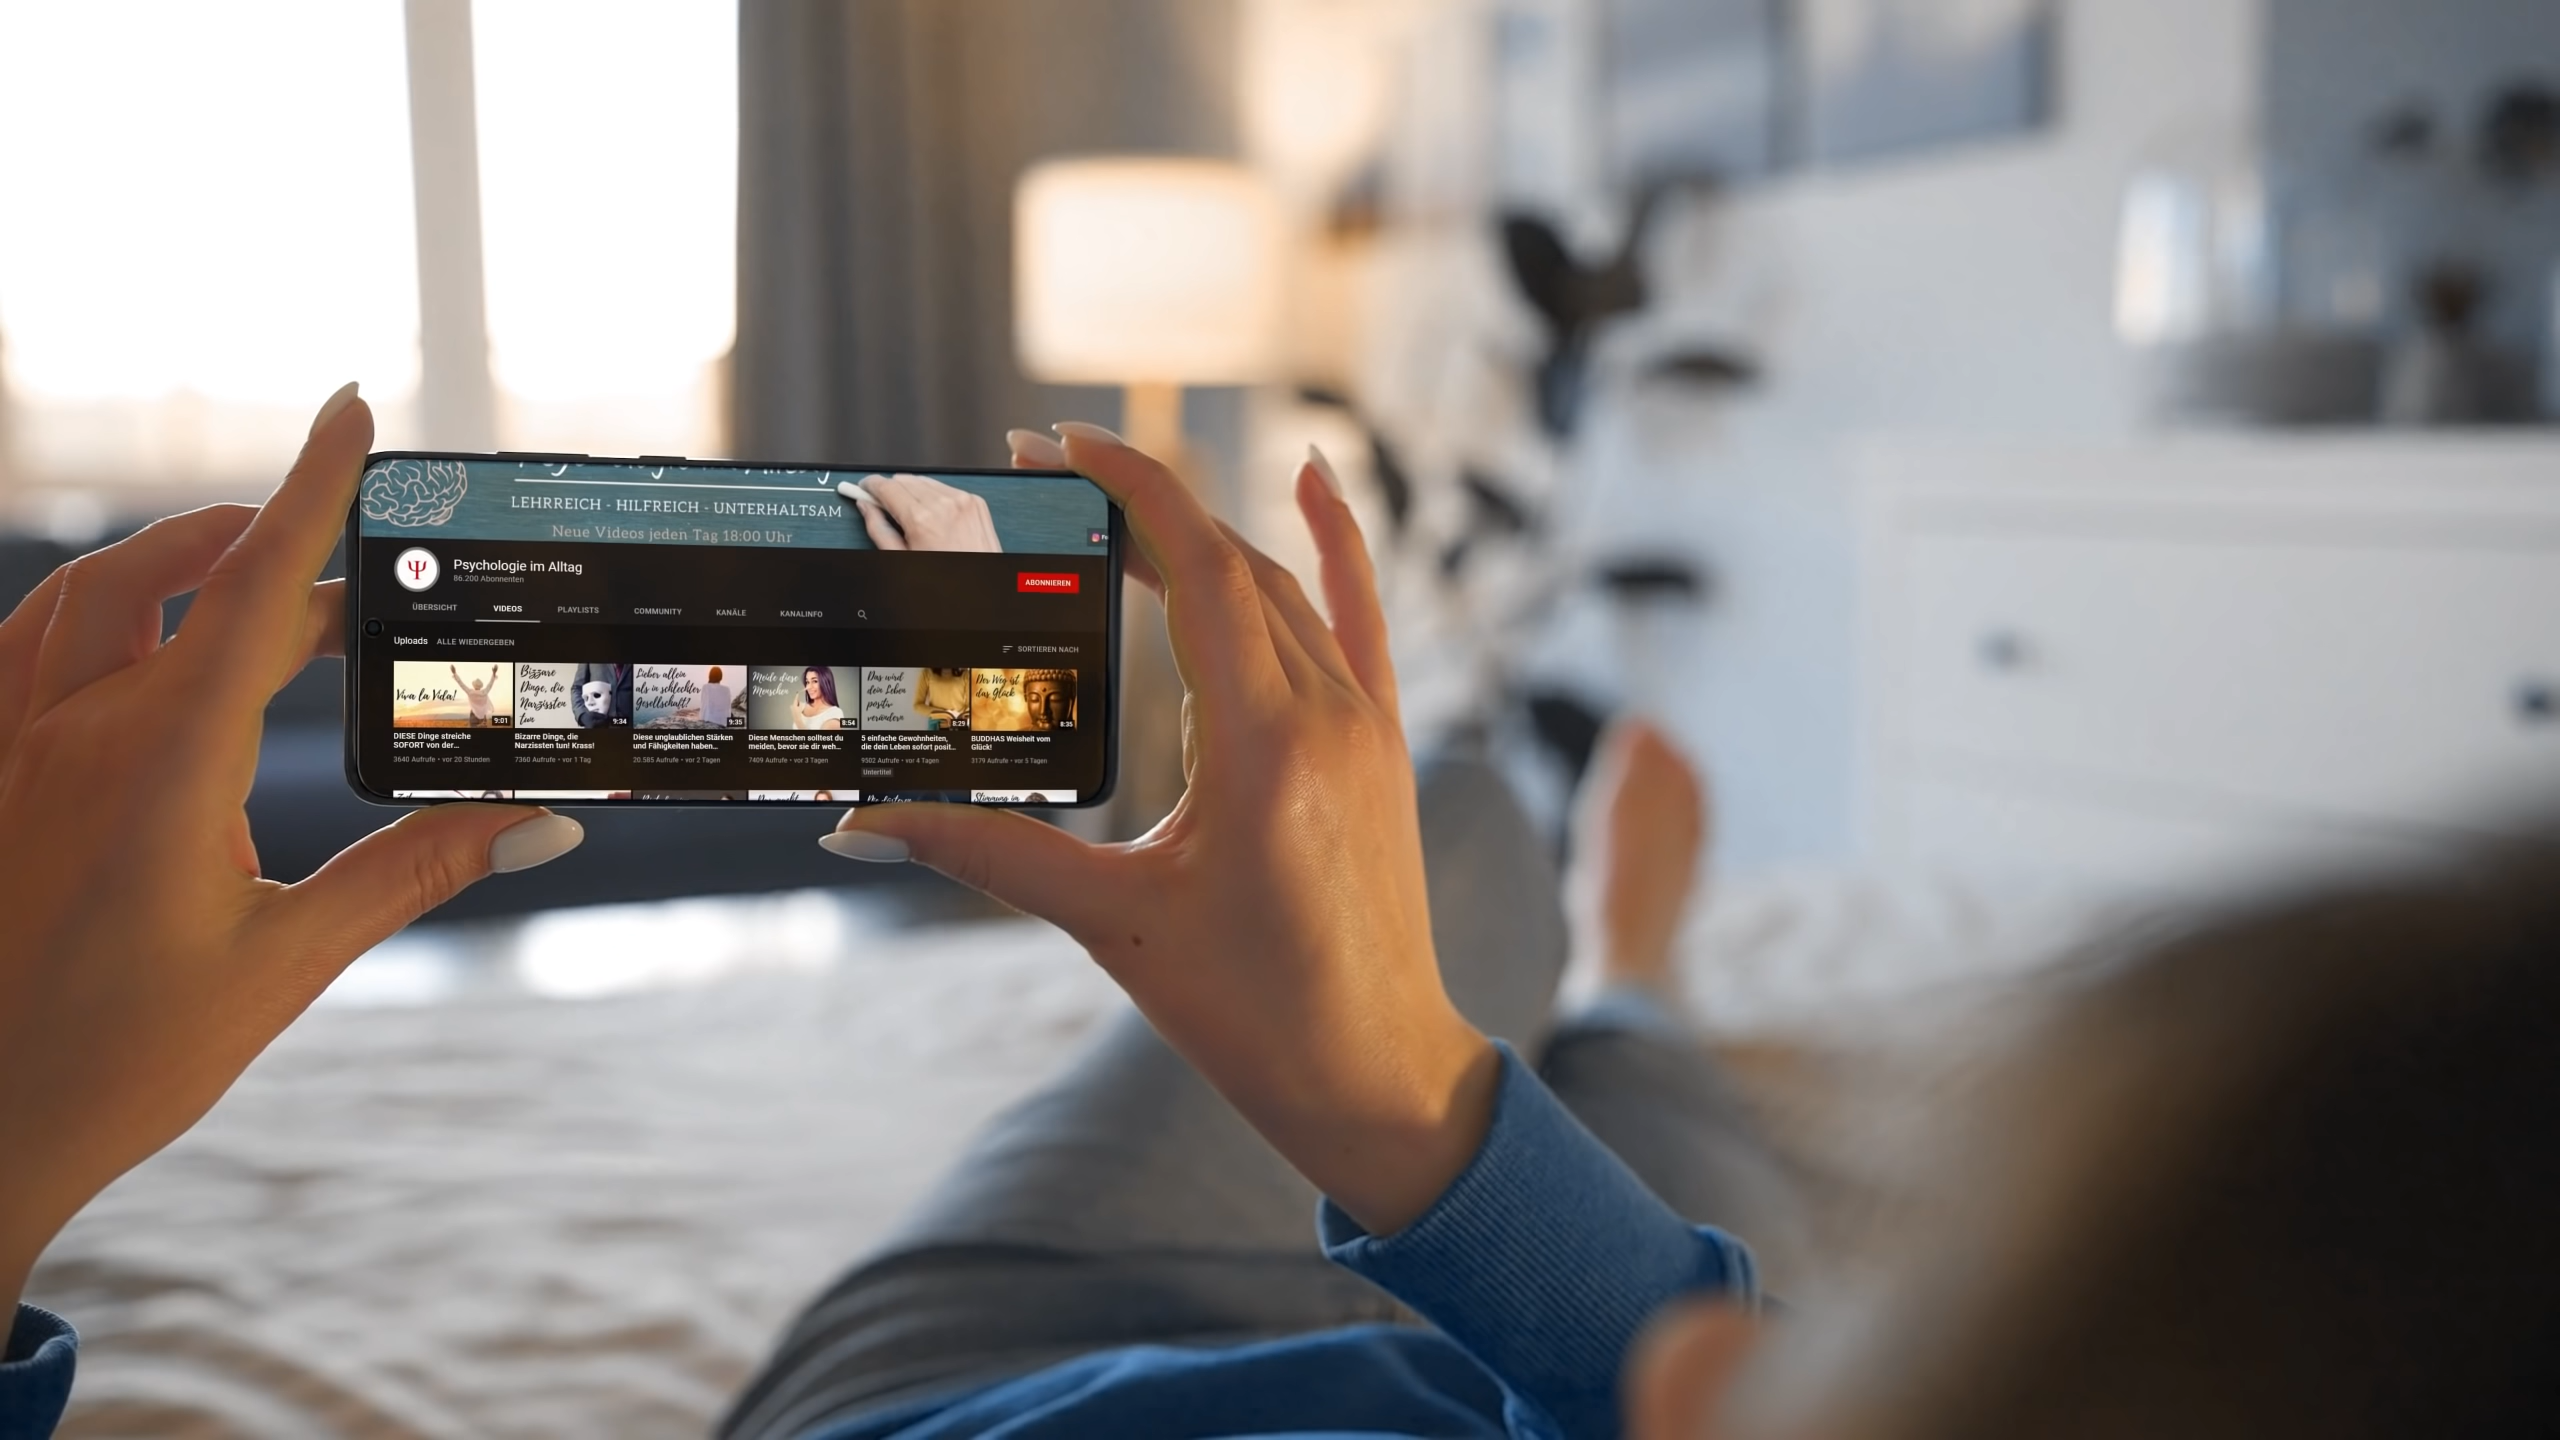 LEHRREICH - HILFREICH - UNTERHALTSAM
Neue Videos jeden Tag 18:00 Uhr
Ψ
Psychologie im Alltag
86.200 Abonnenten
ABONNIEREN
ÜBERSICHT VIDEOS PLAYLISTS COMMUNITY KANÄLE KANALINFO
Uploads ALLE WIEDERGEBEN
SORTIEREN NACH
Viva la Vida!
9:01
DIESE Dinge streiche
SOFORT von der...
3640 Aufrufe • vor 20 Stunden
Bizzare
Dinge, die
Narzissten
tun
9:34
Bizarre Dinge, die
Narzissten tun! Krass!
7360 Aufrufe • vor 1 Tag
Lieber allein
als in schlechter
Gesellschaft?
9:35
Diese unglaublichen Stärken
und Fähigkeiten haben...
20.585 Aufrufe • vor 2 Tagen
Meide diese
Menschen
8:54
Diese Menschen solltest du
meiden, bevor sie dir weh...
7409 Aufrufe • vor 3 Tagen
Das wird
dein Leben
positiv
verändern
8:29
5 einfache Gewohnheiten,
die dein Leben sofort posit...
9502 Aufrufe • vor 4 Tagen
Untertitel
Der Weg ist
das Glück
8:35
BUDDHAS Weisheit vom
Glück!
3179 Aufrufe • vor 5 Tagen
Stimmung im